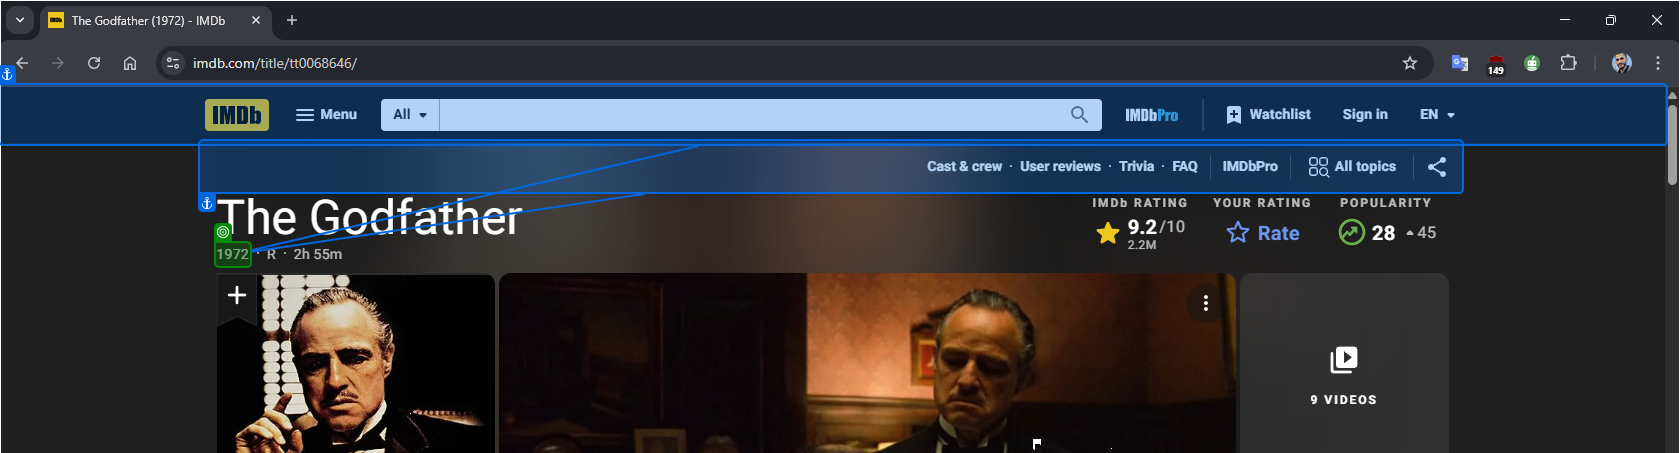 The Godfather (1972) - IMDb
imdb.com/title/tt0068646/
149
IMDb Menu All IMDbPro Watchlist Sign in EN
Cast & crew · User reviews · Trivia · FAQ IMDbPro All topics
The Godfather
1972 · R · 2h 55m
IMDb RATING YOUR RATING POPULARITY
9.2/10 Rate 28 45
2.2M
9 VIDEOS